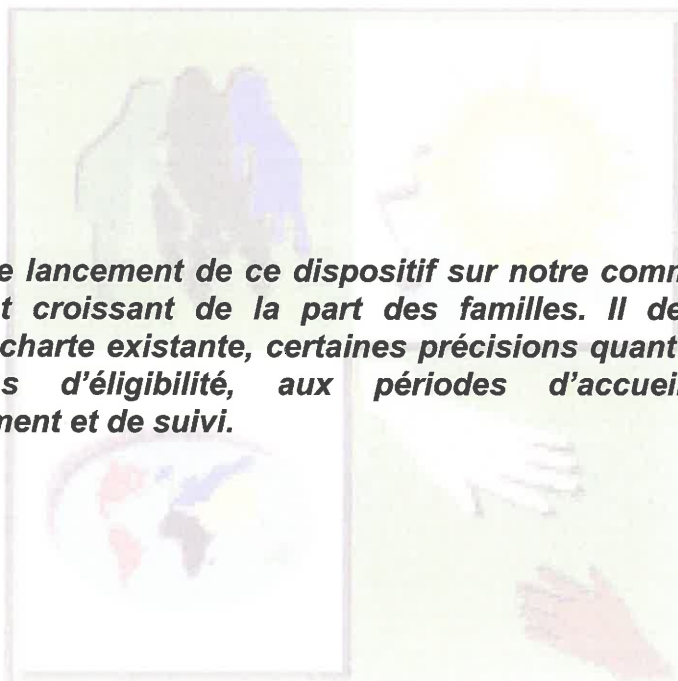 e lancement de ce dispositif sur notre comm
t croissant de la part des familles. Il de
charte existante, certaines précisions quant
s d'éligibilité, aux périodes d'accuei
ment et de suivi.